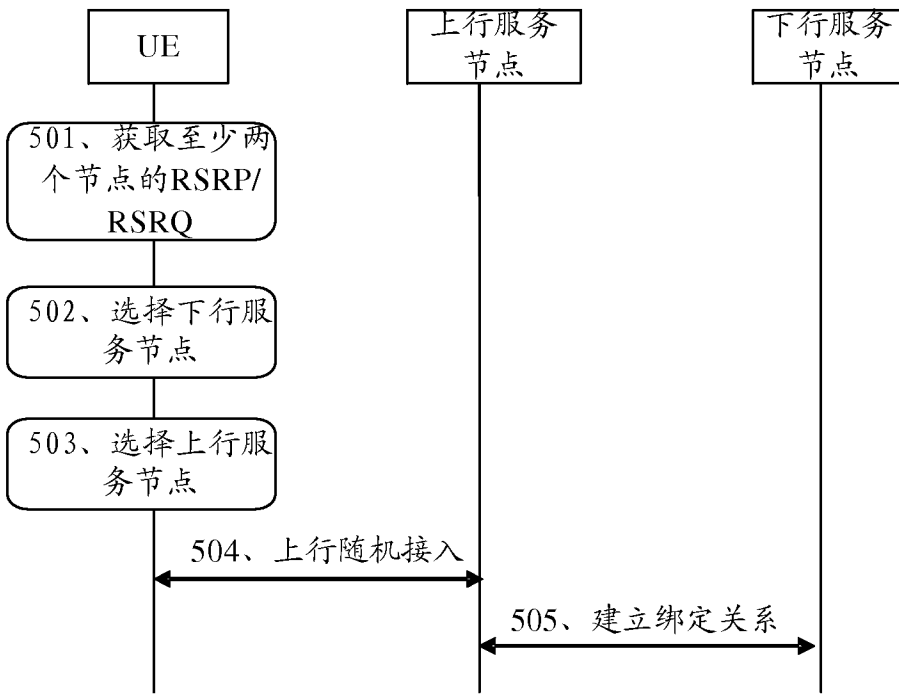 UE
上行服务
节点
下行服务
节点
501、获取至少两
个节点的RSRP/
RSRQ
502、选择下行服
务节点
503、选择上行服
务节点
504、上行随机接入
505、建立绑定关系